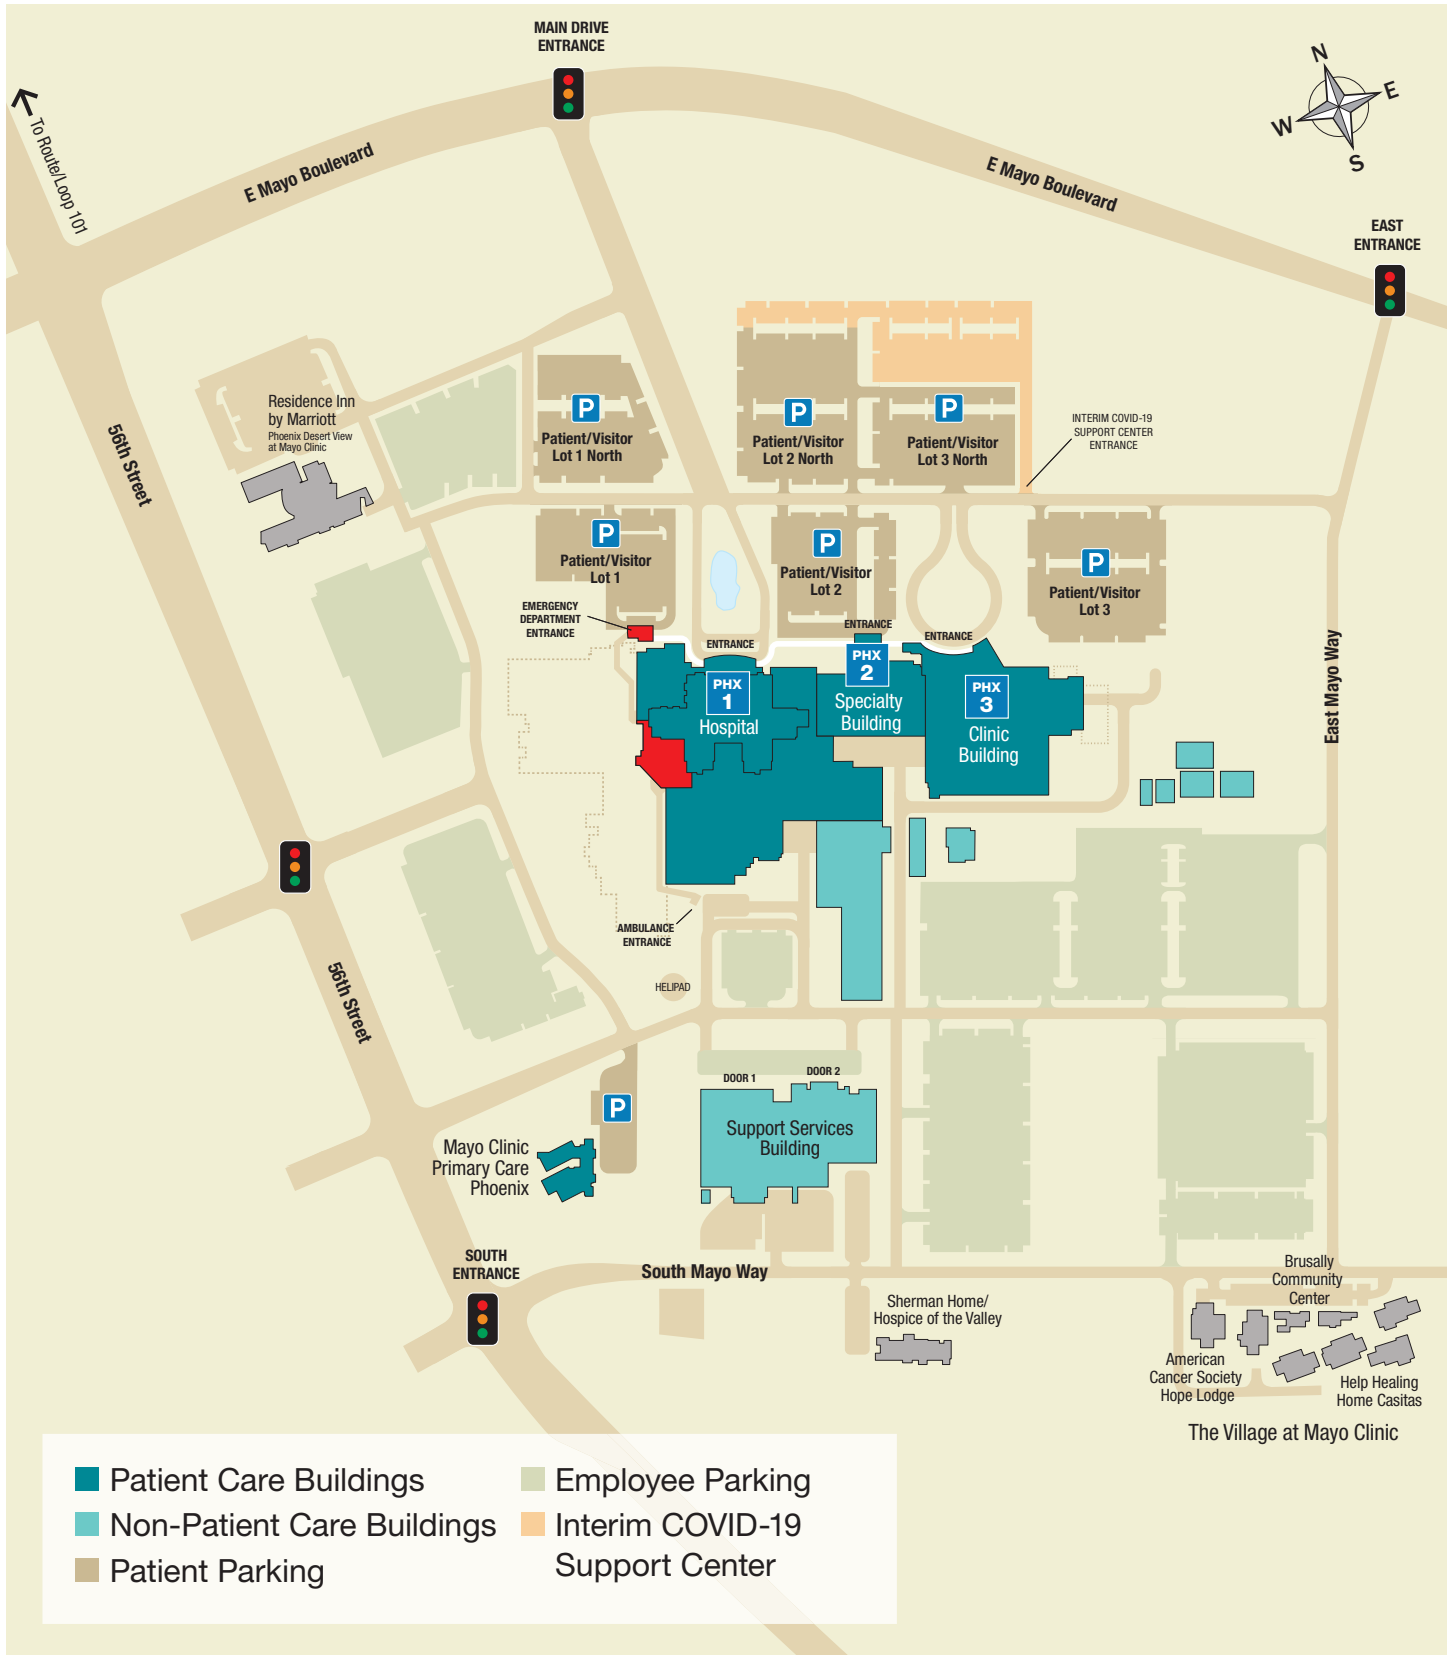 MAIN DRIVE
ENTRANCE
N
E
W
S
To Route/Loop 101
E Mayo Boulevard
E Mayo Boulevard
EAST
ENTRANCE
Residence Inn
by Marriott
Phoenix Desert View
at Mayo Clinic
P
Patient/Visitor
Lot 1 North
P
Patient/Visitor
Lot 2 North
P
Patient/Visitor
Lot 3 North
INTERIM COVID-19
SUPPORT CENTER
ENTRANCE
56th Street
P
Patient/Visitor
Lot 1
P
Patient/Visitor
Lot 2
P
Patient/Visitor
Lot 3
EMERGENCY
DEPARTMENT
ENTRANCE
ENTRANCE
ENTRANCE
ENTRANCE
PHX
1
Hospital
PHX
2
Specialty
Building
PHX
3
Clinic
Building
East Mayo Way
AMBULANCE
ENTRANCE
HELIPAD
56th Street
DOOR 1
DOOR 2
Support Services
Building
P
Mayo Clinic
Primary Care
Phoenix
SOUTH
ENTRANCE
South Mayo Way
Sherman Home/
Hospice of the Valley
Brusally
Community
Center
American
Cancer Society
Hope Lodge
Help Healing
Home Casitas
The Village at Mayo Clinic
Patient Care Buildings
Non-Patient Care Buildings
Patient Parking
Employee Parking
Interim COVID-19
Support Center